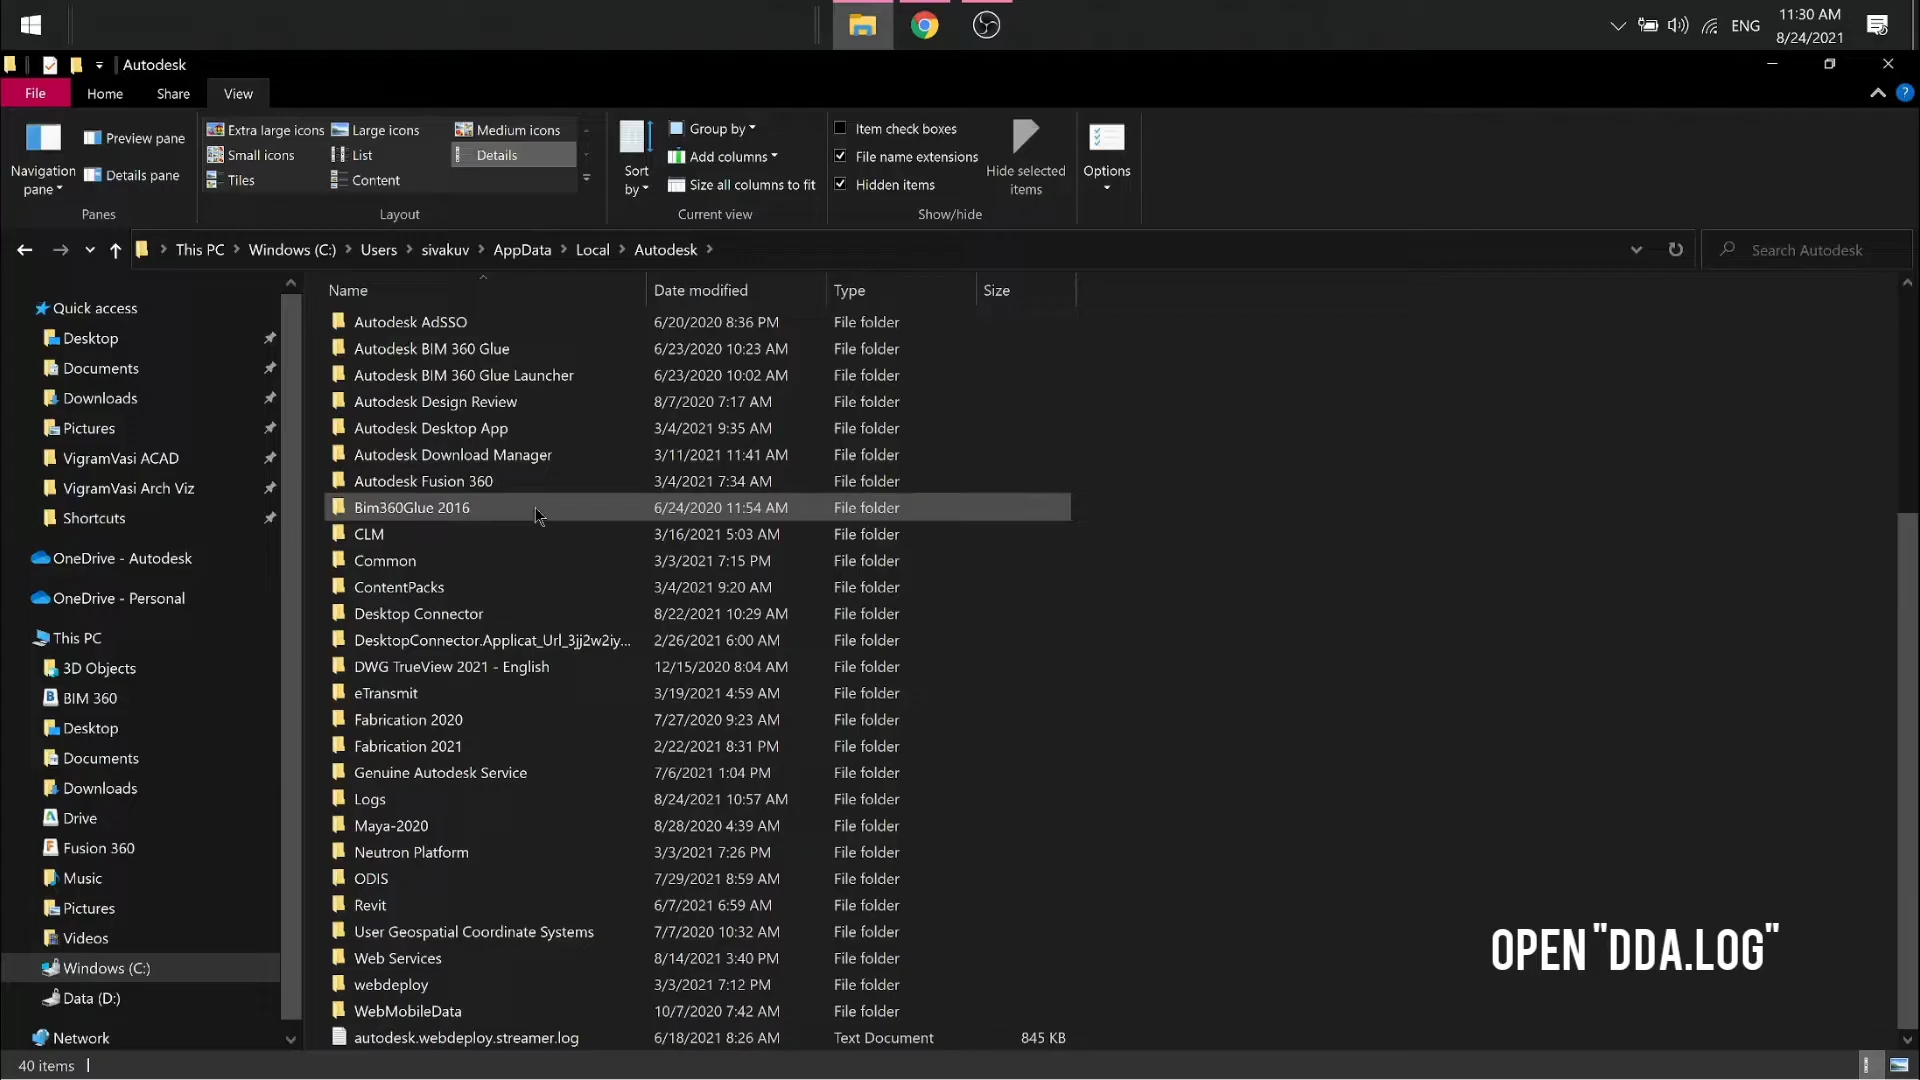 11:30 AM
ENG
8/24/2021
Autodesk
File Home Share View
Extra large icons Large icons Medium icons
Small icons List Details
Tiles Content
Preview pane
Navigation pane
Details pane
Group by
Add columns
Size all columns to fit
Sort by
Item check boxes
File name extensions
Hidden items
Hide selected items
Options
Panes Layout Current view Show/hide
This PC Windows (C:) Users sivakuv AppData Local Autodesk
Search Autodesk
Name Date modified Type Size
Quick access
Desktop
Documents
Downloads
Pictures
VigramVasi ACAD
VigramVasi Arch Viz
Shortcuts
OneDrive - Autodesk
OneDrive - Personal
This PC
3D Objects
BIM 360
Desktop
Documents
Downloads
Drive
Fusion 360
Music
Pictures
Videos
Windows (C:)
Data (D:)
Network
Autodesk AdSSO 6/20/2020 8:36 PM File folder
Autodesk BIM 360 Glue 6/23/2020 10:23 AM File folder
Autodesk BIM 360 Glue Launcher 6/23/2020 10:02 AM File folder
Autodesk Design Review 8/7/2020 7:17 AM File folder
Autodesk Desktop App 3/4/2021 9:35 AM File folder
Autodesk Download Manager 3/11/2021 11:41 AM File folder
Autodesk Fusion 360 3/4/2021 7:34 AM File folder
Bim360Glue 2016 6/24/2020 11:54 AM File folder
CLM 3/16/2021 5:03 AM File folder
Common 3/3/2021 7:15 PM File folder
ContentPacks 3/4/2021 9:20 AM File folder
Desktop Connector 8/22/2021 10:29 AM File folder
DesktopConnector.Applicat_Url_3jj2w2iy... 2/26/2021 6:00 AM File folder
DWG TrueView 2021 - English 12/15/2020 8:04 AM File folder
eTransmit 3/19/2021 4:59 AM File folder
Fabrication 2020 7/27/2020 9:23 AM File folder
Fabrication 2021 2/22/2021 8:31 PM File folder
Genuine Autodesk Service 7/6/2021 1:04 PM File folder
Logs 8/24/2021 10:57 AM File folder
Maya-2020 8/28/2020 4:39 AM File folder
Neutron Platform 3/3/2021 7:26 PM File folder
ODIS 7/29/2021 8:59 AM File folder
Revit 6/7/2021 6:59 AM File folder
User Geospatial Coordinate Systems 7/7/2020 10:32 AM File folder
Web Services 8/14/2021 3:40 PM File folder
webdeploy 3/3/2021 7:12 PM File folder
WebMobileData 10/7/2020 7:42 AM File folder
autodesk.webdeploy.streamer.log 6/18/2021 8:26 AM Text Document 845 KB
OPEN "DDA.LOG"
40 items